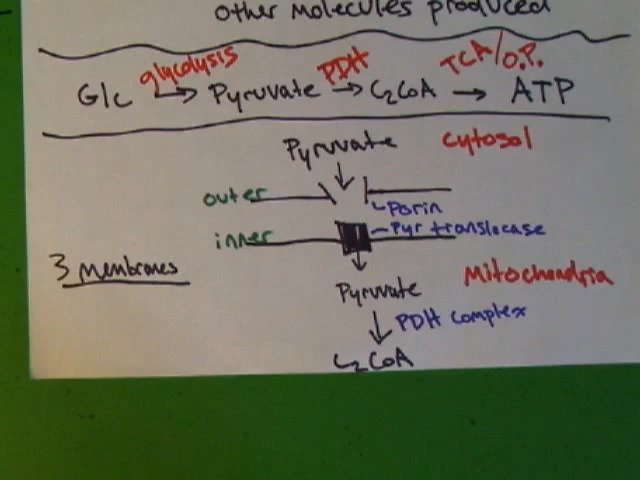 other molecules produced
glycolysis PDH TCA/O.P.
Glc → Pyruvate → C₂CoA → ATP
Pyruvate cytosol
outer
Porin
inner Pyr translocase
3 Membranes
Pyruvate Mitochondria
PDH complex
C₂CoA